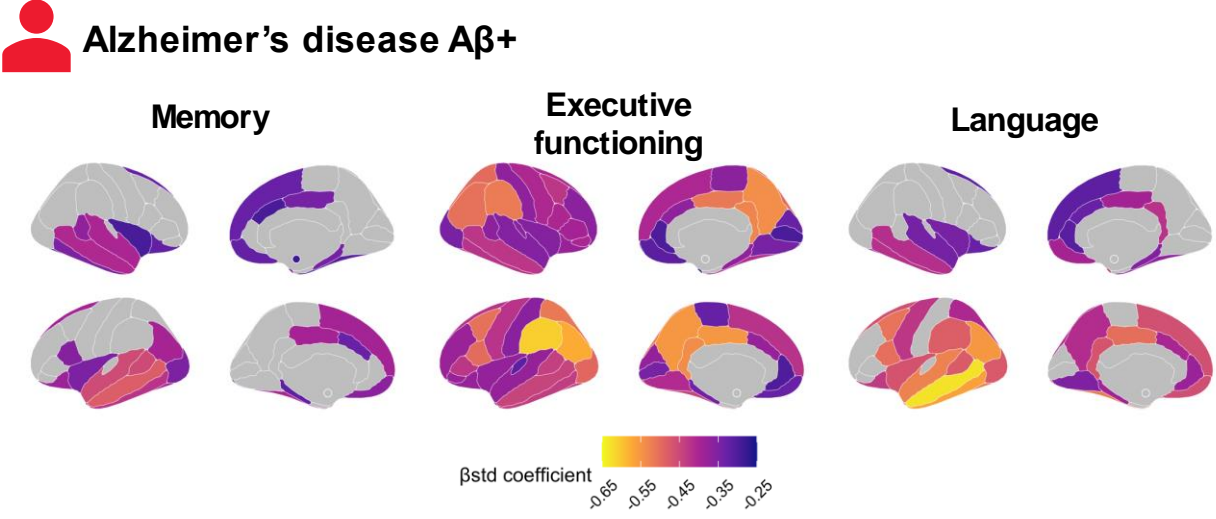 Alzheimer's disease Aβ+
Memory
Executive
functioning
Language
βstd coefficient
-0.65
-0.55
-0.45
-0.35
-0.25